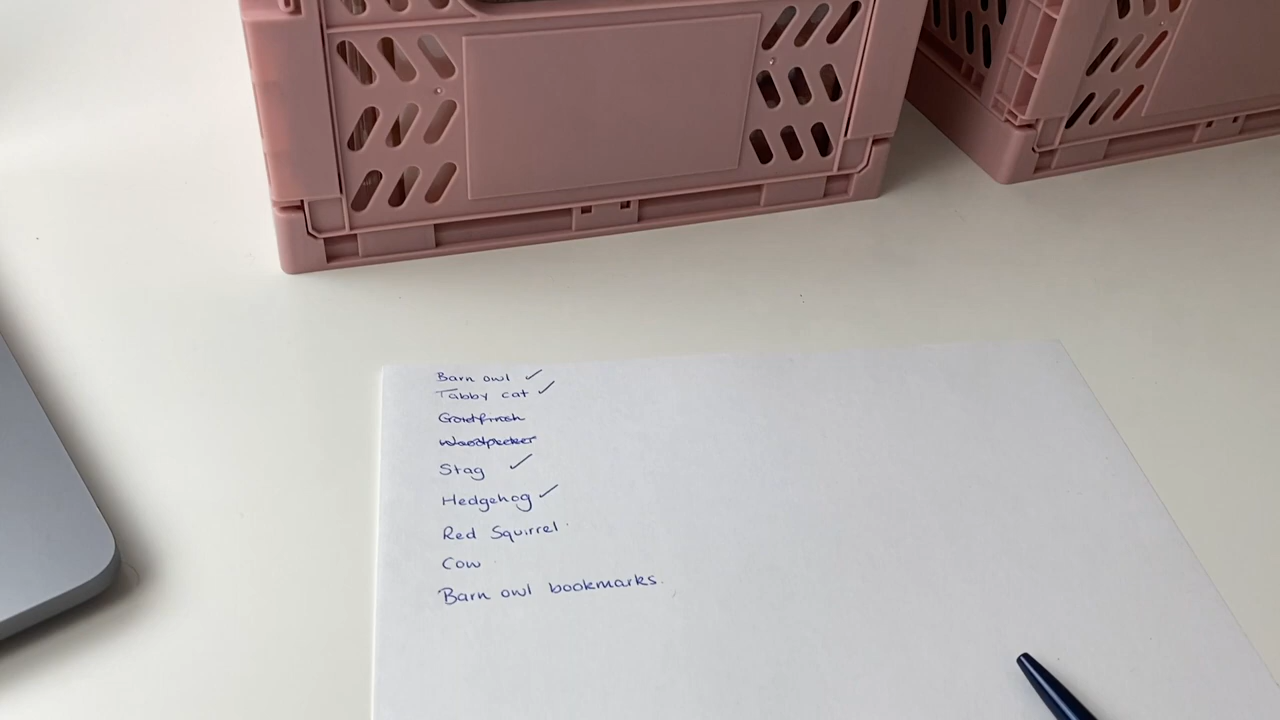 Barn owl ✓
Tabby cat ✓
Goldfinch
Woodpecker
Stag ✓
Hedgehog ✓
Red Squirrel
Cow
Barn owl bookmarks.